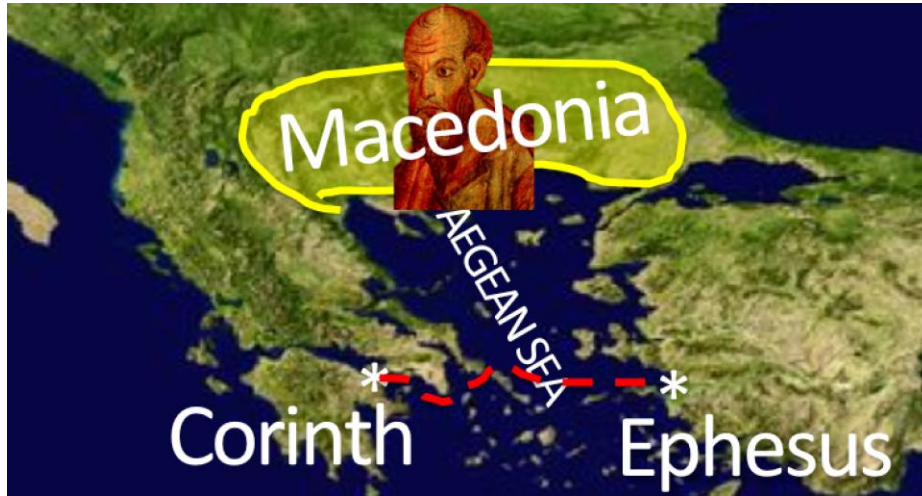 Macedonia
AEGEAN SEA
*
*
Corinth
Ephesus